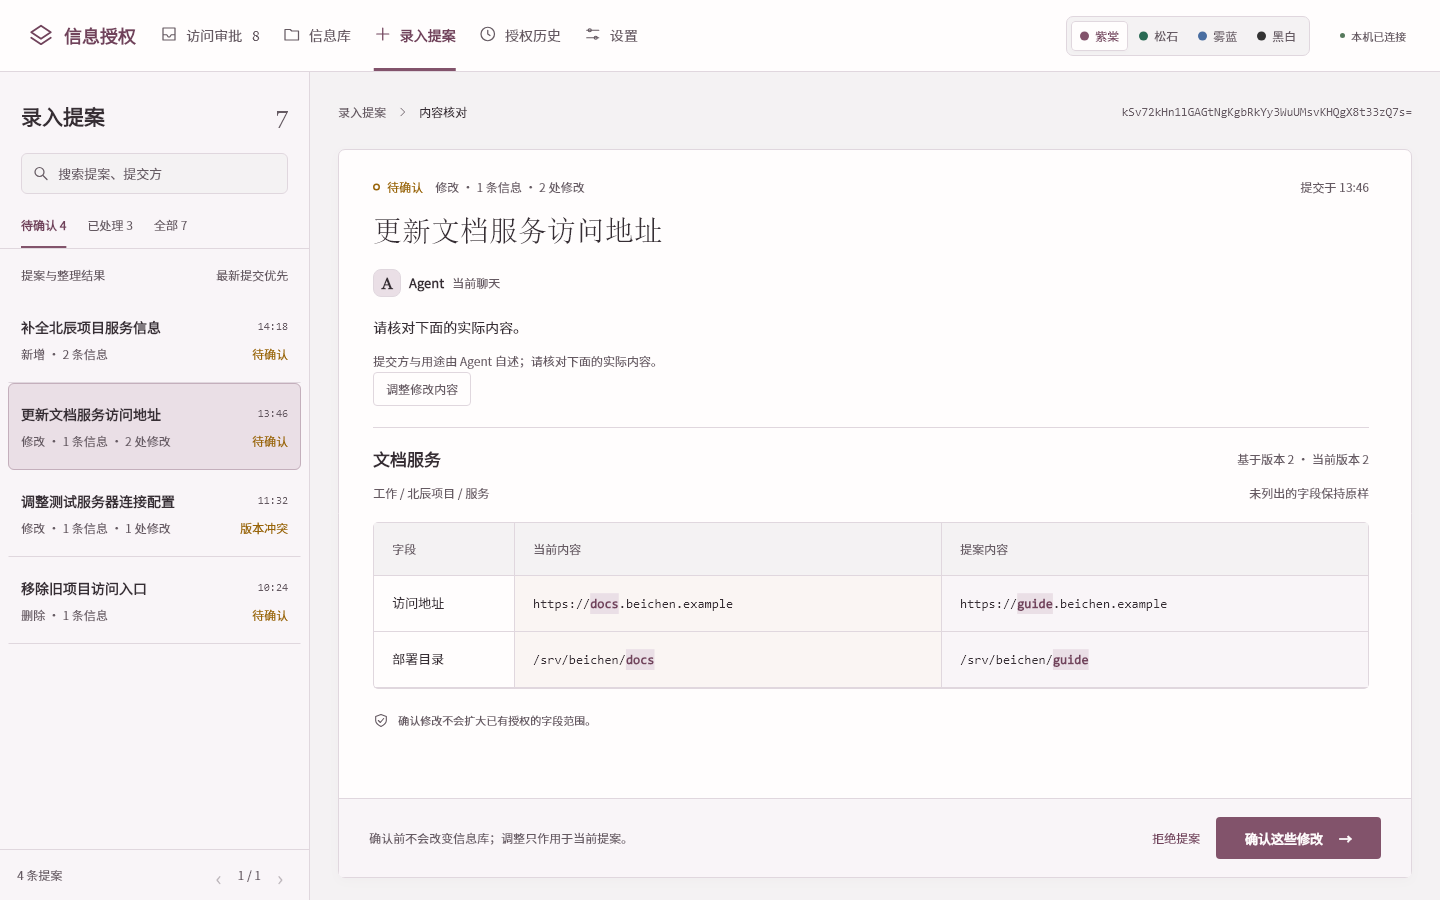 信息授权
访问审批 8
信息库
录入提案
授权历史
设置
紫棠
松石
雾蓝
黑白
本机已连接
录入提案
7
搜索提案、提交方
待确认 4
已处理 3
全部 7
提案与整理结果
最新提交优先
补全北辰项目服务信息
14:18
新增 · 2 条信息
待确认
更新文档服务访问地址
13:46
修改 · 1 条信息 · 2 处修改
待确认
调整测试服务器连接配置
11:32
修改 · 1 条信息 · 1 处修改
版本冲突
移除旧项目访问入口
10:24
删除 · 1 条信息
待确认
4 条提案
1 / 1
录入提案 > 内容核对
kSv72kHn1lGAGtNgKgbRkYy3WuUMsvKHQgX8t33zQ7s=
待确认 修改 · 1 条信息 · 2 处修改
提交于 13:46
更新文档服务访问地址
A Agent 当前聊天
请核对下面的实际内容。
提交方与用途由 Agent 自述；请核对下面的实际内容。
调整修改内容
文档服务
基于版本 2 · 当前版本 2
工作 / 北辰项目 / 服务
未列出的字段保持原样
字段 当前内容 提案内容
访问地址 https://docs.beichen.example https://guide.beichen.example
部署目录 /srv/beichen/docs /srv/beichen/guide
确认修改不会扩大已有授权的字段范围。
确认前不会改变信息库；调整只作用于当前提案。
拒绝提案
确认这些修改 →